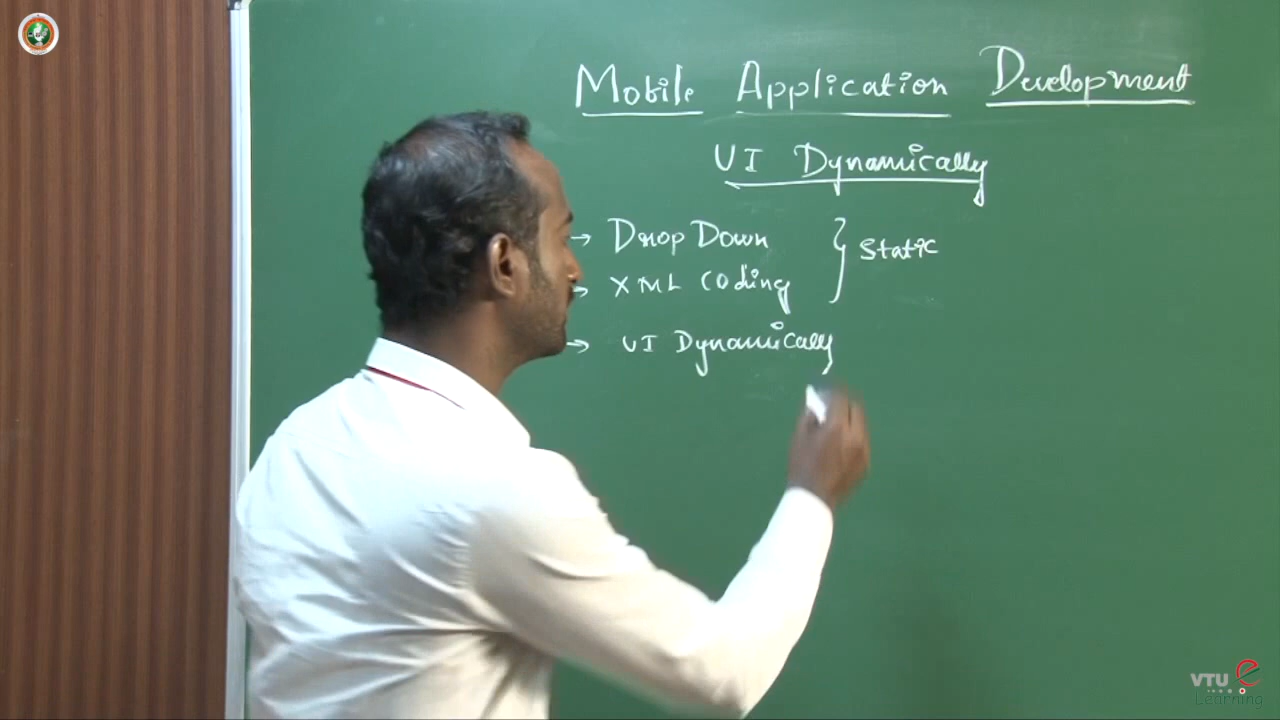 Mobile Application Development
UI Dynamically
→ Drop Down } Static
→ XML Coding
→ UI Dynamically
VTU e
Learning